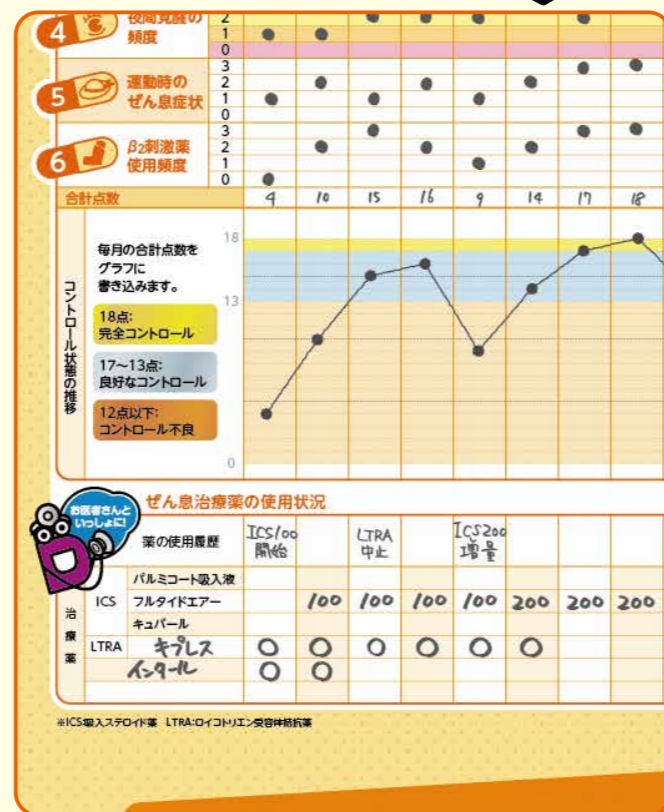 4
夜間覚醒の
頻度
2
1
0
5
運動時の
ぜん息症状
3
2
1
0
6
β2刺激薬
使用頻度
3
2
1
0
合計点数
4 10 15 16 9 14 17 18
コントロール状態の推移
毎月の合計点数を
グラフに
書き込みます。
18点:
完全コントロール
17～13点:
良好なコントロール
12点以下:
コントロール不良
18
13
0
お医者さんと
いっしょに!
ぜん息治療薬の使用状況
薬の使用履歴
ICS100
開始
LTRA
中止
ICS200
増量
治療薬
ICS
パルミコート吸入液
フルタイドエアー 100 100 100 100 200 200 200
キュバール
LTRA キプレス ○ ○ ○ ○ ○ ○
インタール ○ ○
※ICS:吸入ステロイド薬 LTRA:ロイコトリエン受容体拮抗薬